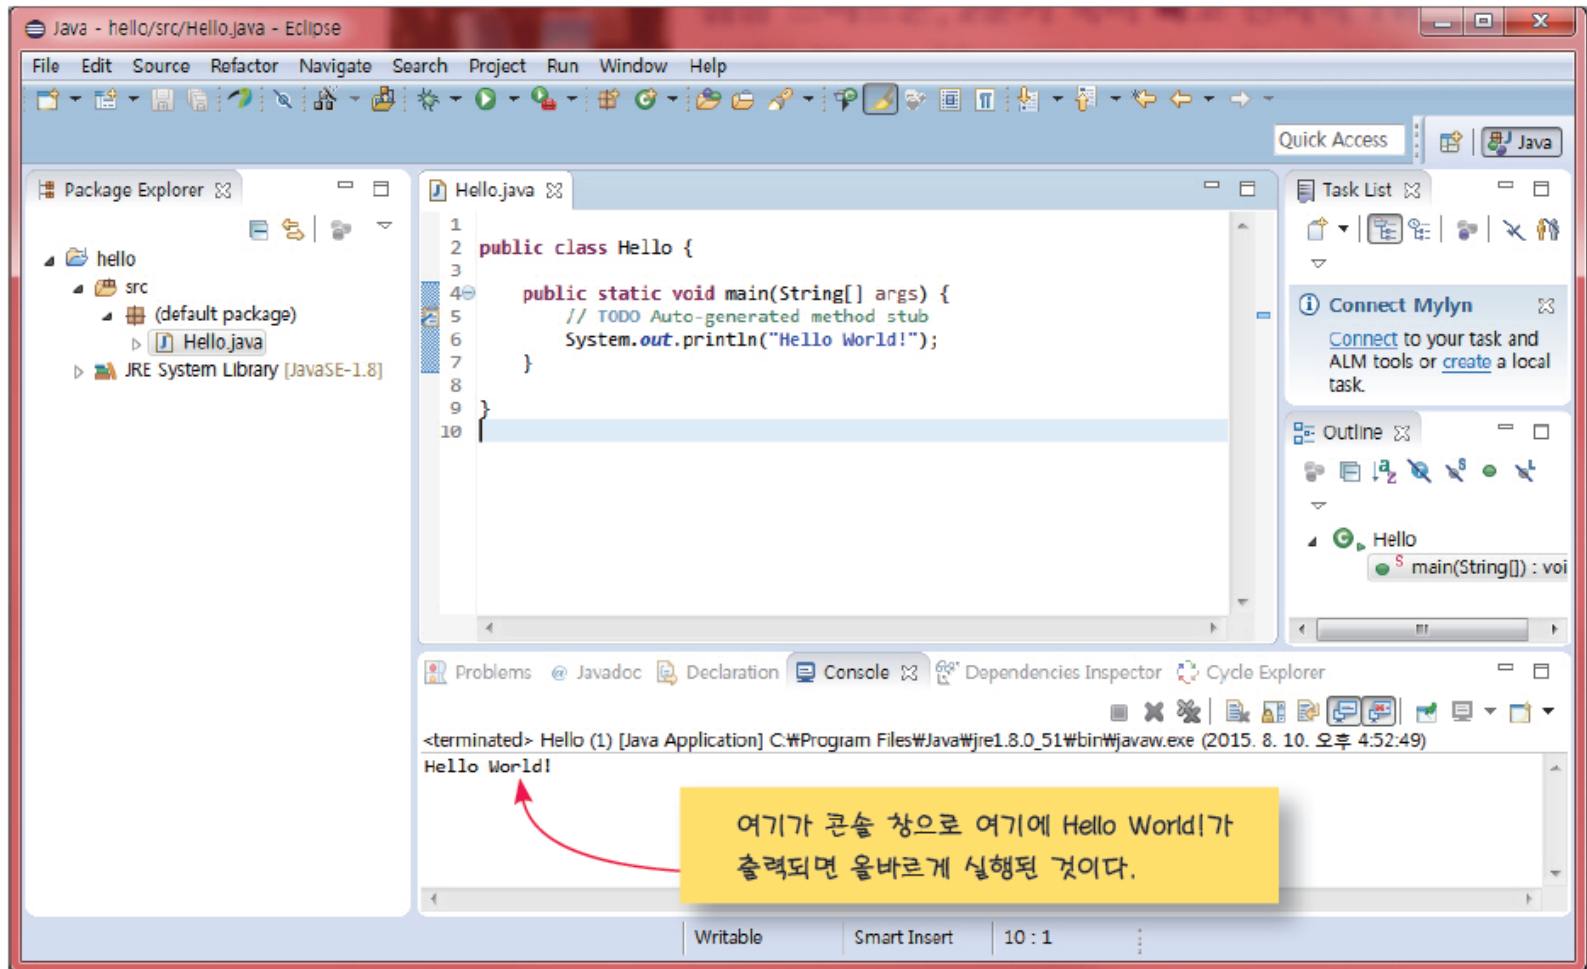 Java - hello/src/Hello.java - Eclipse
File Edit Source Refactor Navigate Search Project Run Window Help
Quick Access
Java
Package Explorer
hello
src
(default package)
Hello.java
JRE System Library [JavaSE-1.8]
Hello.java
1
2 public class Hello {
3
4 public static void main(String[] args) {
5 // TODO Auto-generated method stub
6 System.out.println("Hello World!");
7 }
8
9 }
10
Task List
Connect Mylyn
Connect to your task and
ALM tools or create a local
task.
Outline
Hello
main(String[]) : voi
Problems @ Javadoc Declaration Console Dependencies Inspector Cycle Explorer
<terminated> Hello (1) [Java Application] C:₩Program Files₩Java₩jre1.8.0_51₩bin₩javaw.exe (2015. 8. 10. 오후 4:52:49)
Hello World!
여기가 콘솔 창으로 여기에 Hello World!가
출력되면 올바르게 실행된 것이다.
Writable Smart Insert 10 : 1